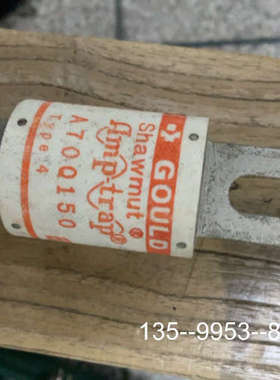 GOULD
Shawmut ®
Amp-trap®
A70Q150
Type 4
135--9953--8